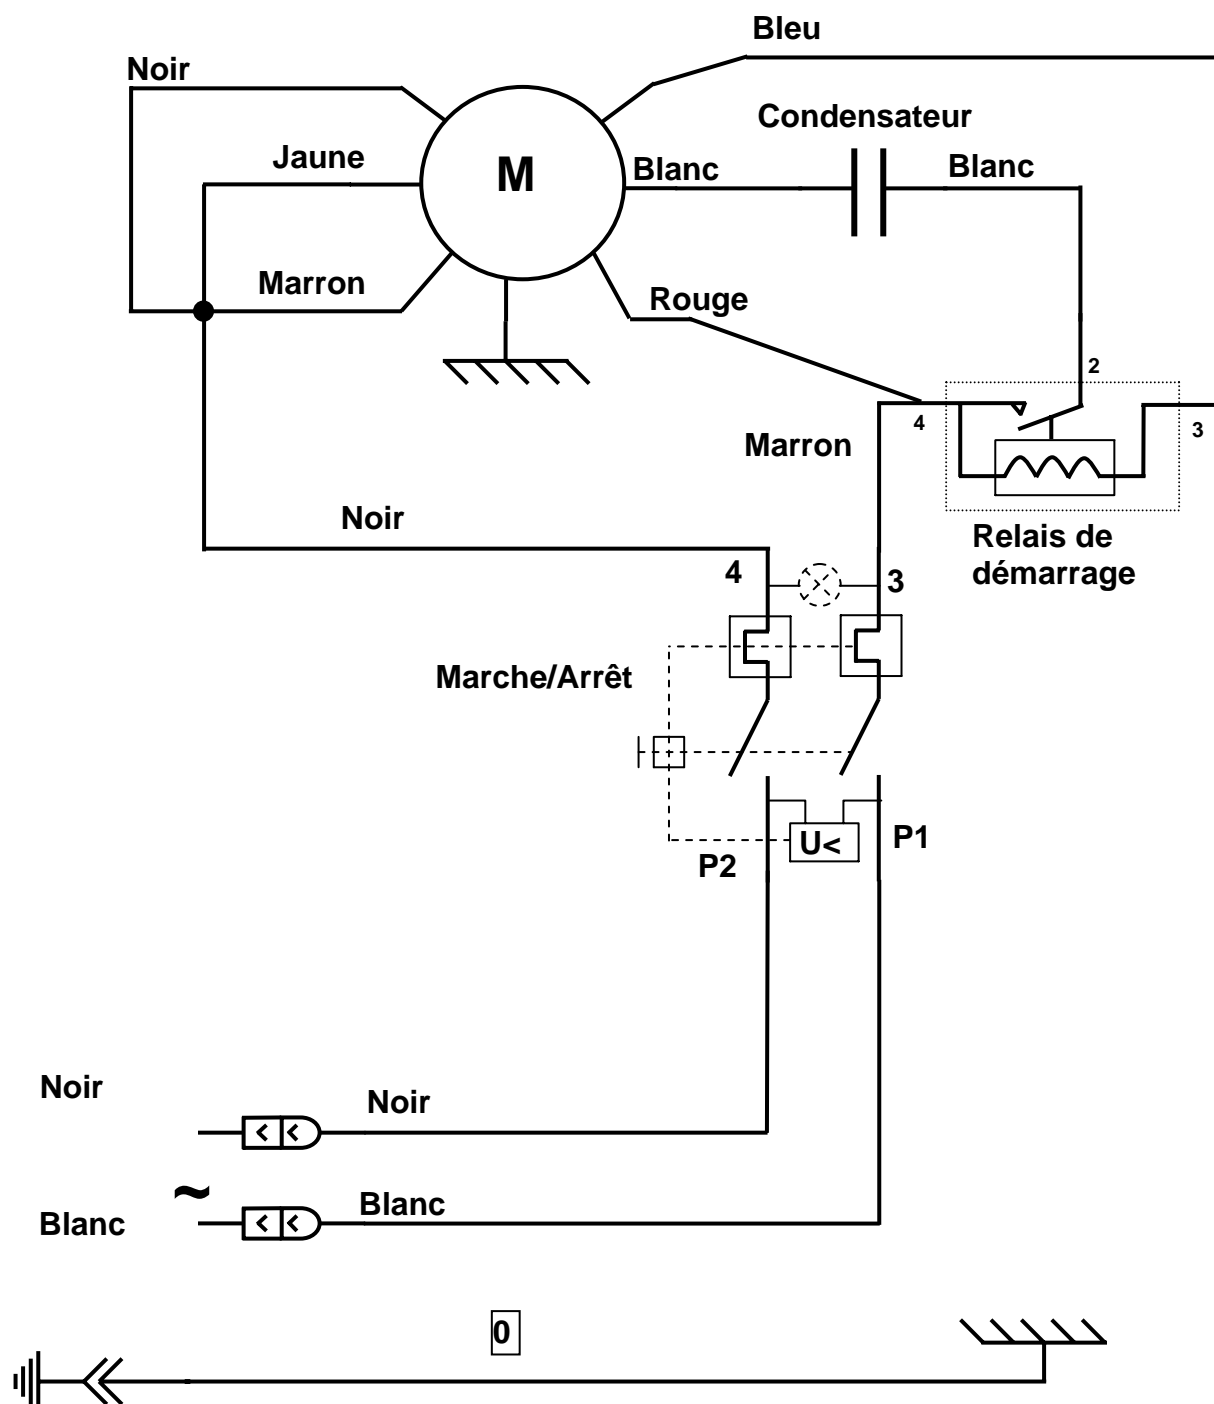 Bleu
Noir
Condensateur
Jaune
M
Blanc
Blanc
Marron
Rouge
2
4
3
Marron
Noir
Relais de
démarrage
4
3
Marche/Arrêt
U<
P1
P2
Noir
Noir
~
Blanc
Blanc
0